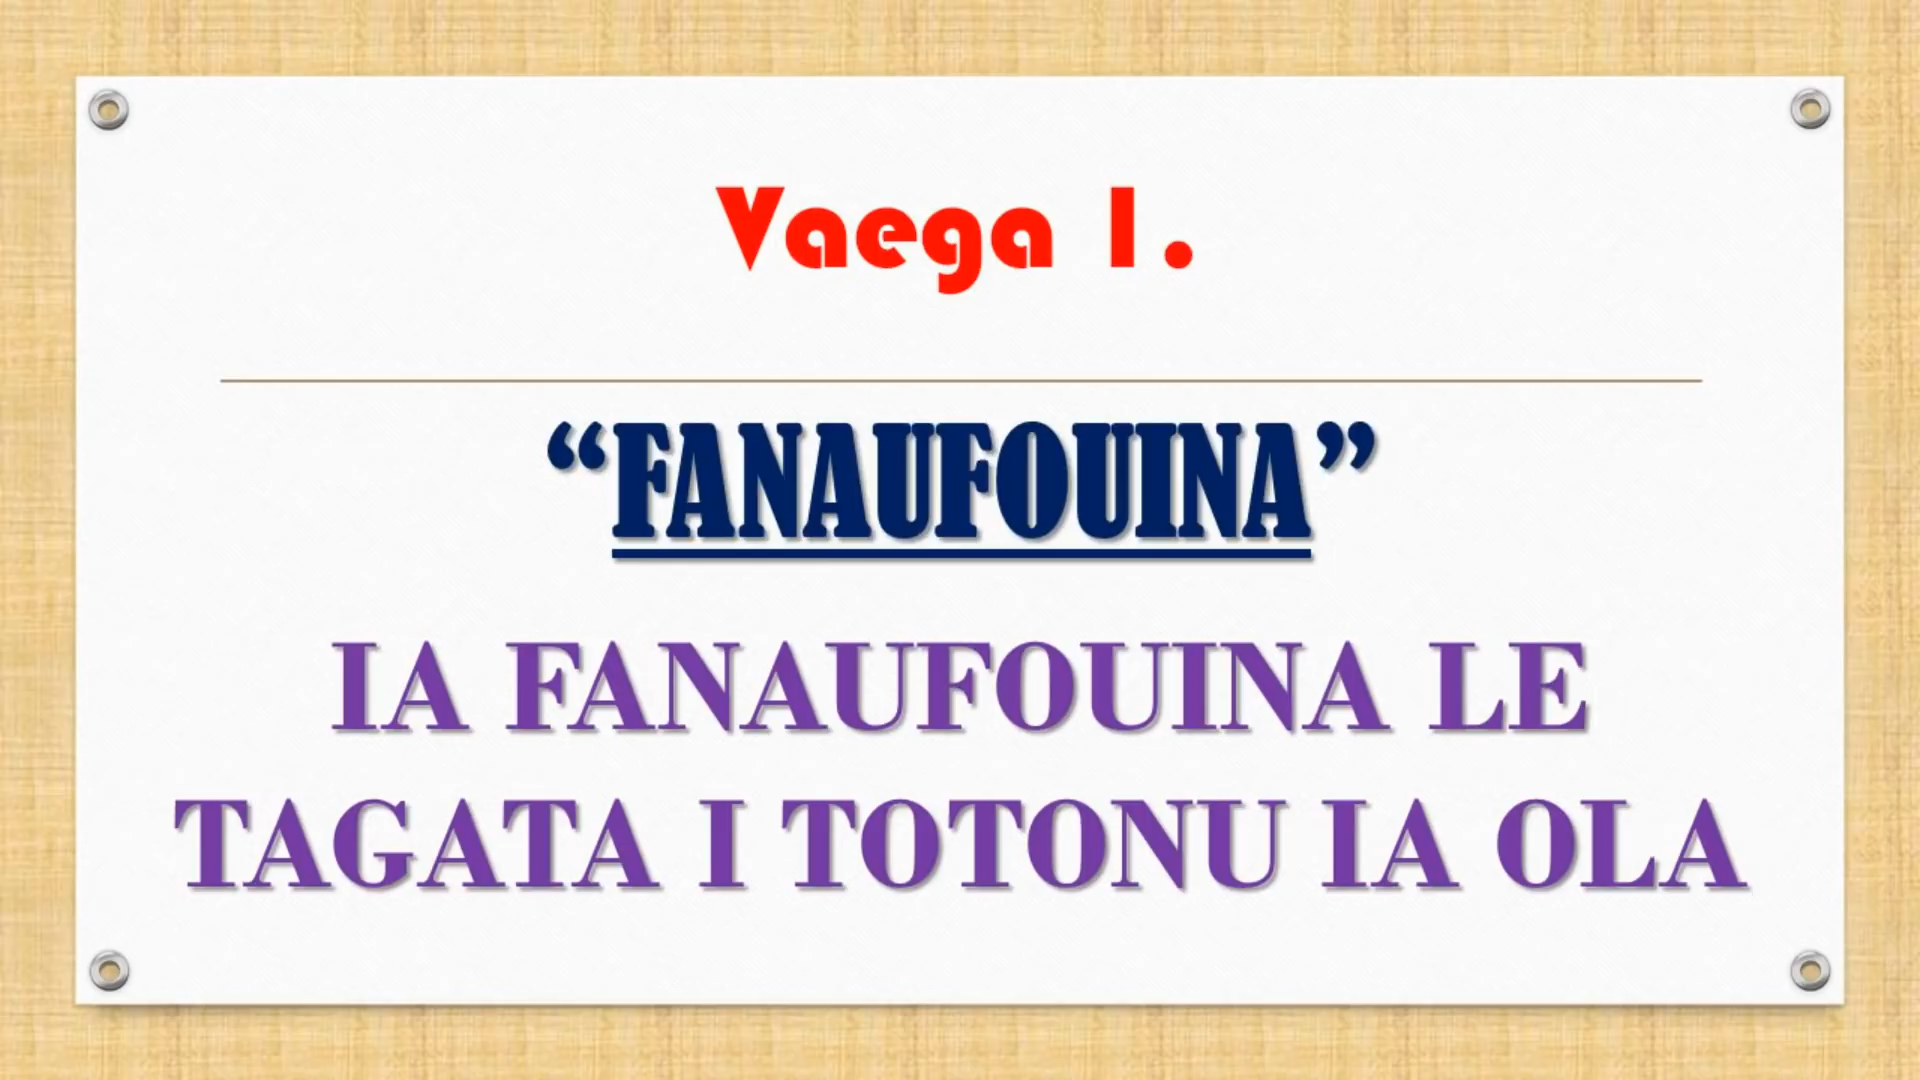 Vaega 1.
“FANAUFOUINA”
IA FANAUFOUINA LE
TAGATA I TOTONU IA OLA